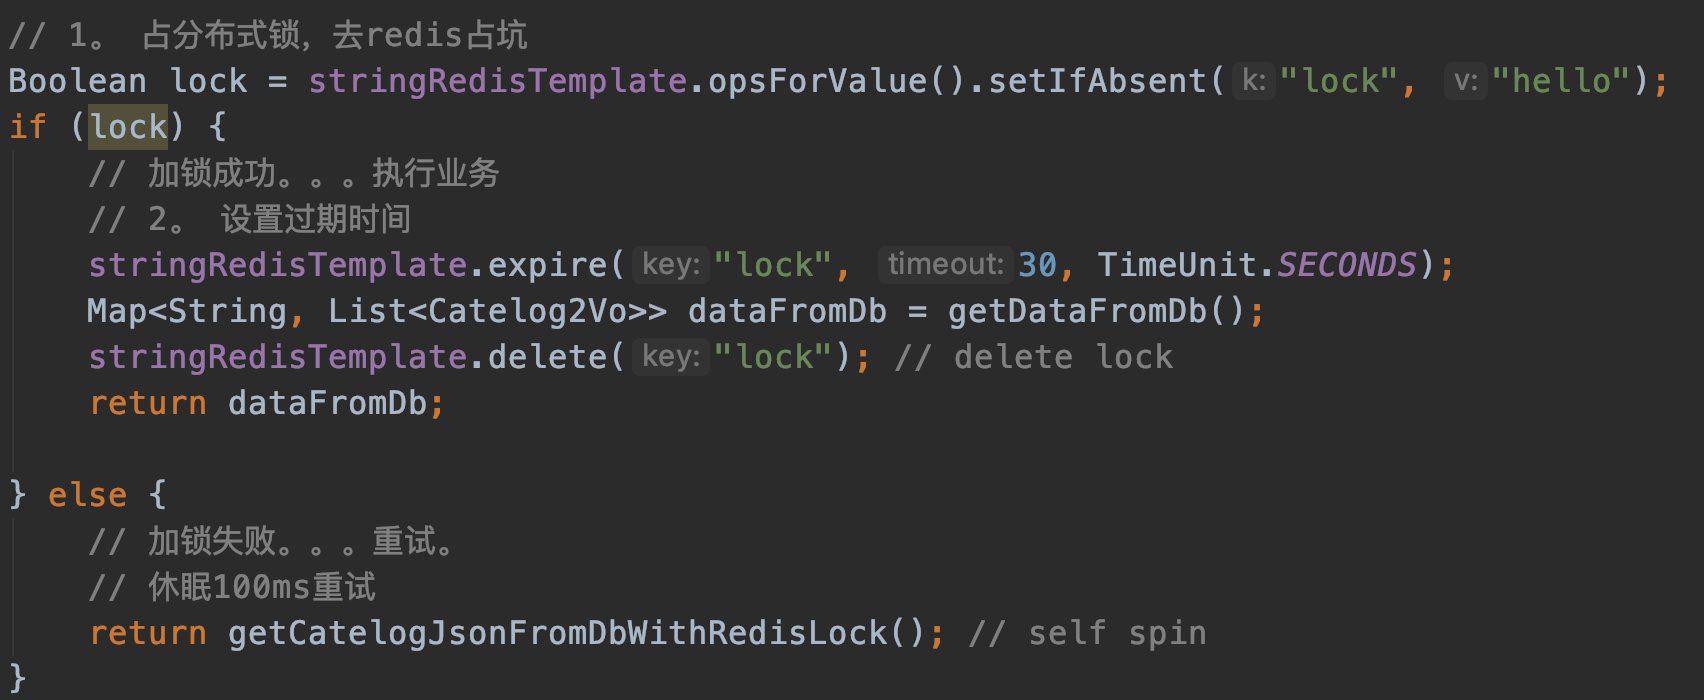 // 1。 占分布式锁，去redis占坑
Boolean lock = stringRedisTemplate.opsForValue().setIfAbsent( k: "lock", v: "hello");
if (lock) {
// 加锁成功。。。执行业务
// 2。 设置过期时间
stringRedisTemplate.expire( key: "lock", timeout: 30, TimeUnit.SECONDS);
Map<String, List<Catelog2Vo>> dataFromDb = getDataFromDb();
stringRedisTemplate.delete( key: "lock"); // delete lock
return dataFromDb;
} else {
// 加锁失败。。。重试。
// 休眠100ms重试
return getCatelogJsonFromDbWithRedisLock(); // self spin
}